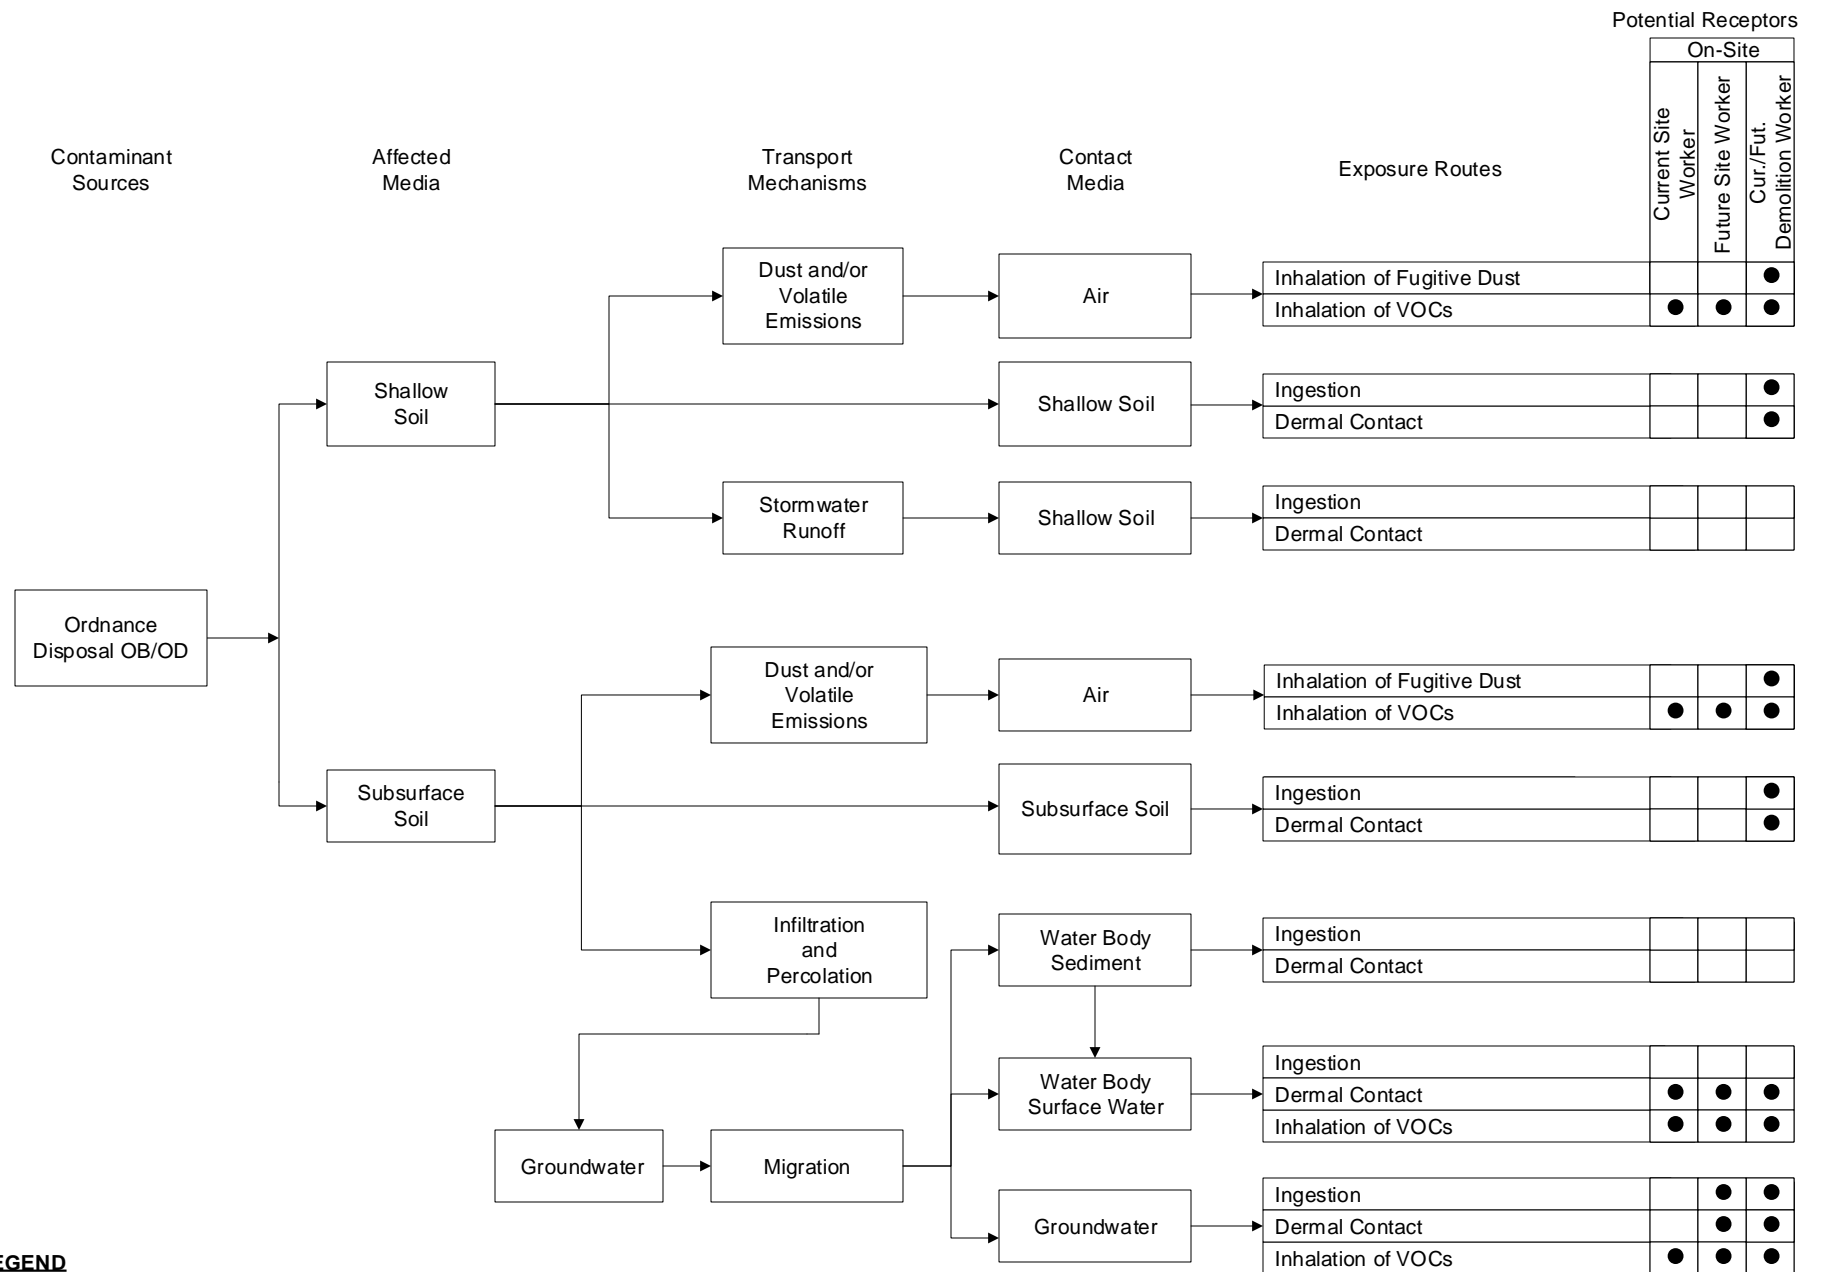 Potential Receptors
On-Site
Current Site
Worker
Future Site Worker
Cur./Fut.
Demolition Worker
Contaminant
Sources
Affected
Media
Transport
Mechanisms
Contact
Media
Exposure Routes
Dust and/or
Volatile
Emissions
Air
Inhalation of Fugitive Dust
Inhalation of VOCs
Shallow
Soil
Shallow Soil
Ingestion
Dermal Contact
Stormwater
Runoff
Shallow Soil
Ingestion
Dermal Contact
Ordnance
Disposal OB/OD
Dust and/or
Volatile
Emissions
Air
Inhalation of Fugitive Dust
Inhalation of VOCs
Subsurface
Soil
Subsurface Soil
Ingestion
Dermal Contact
Infiltration
and
Percolation
Water Body
Sediment
Ingestion
Dermal Contact
Water Body
Surface Water
Ingestion
Dermal Contact
Inhalation of VOCs
Groundwater
Migration
Groundwater
Ingestion
Dermal Contact
Inhalation of VOCs
EGEND